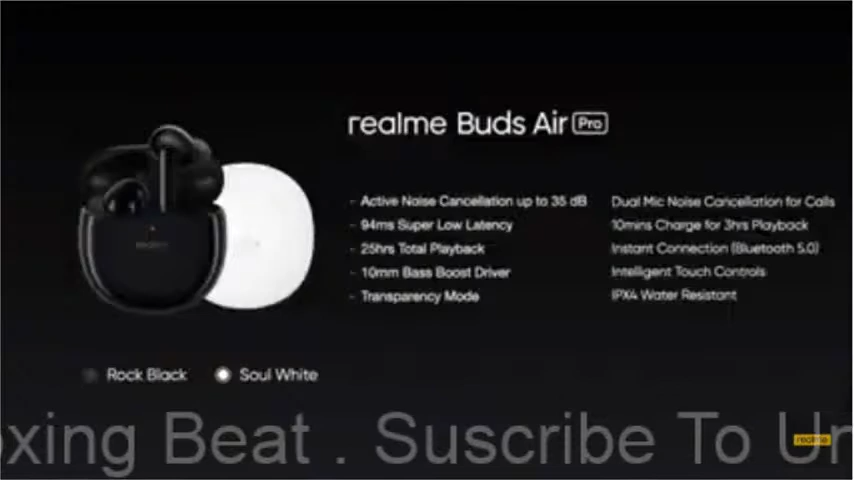 realme Buds Air Pro
- Active Noise Cancellation up to 35 dB
- 94ms Super Low Latency
- 25hrs Total Playback
- 10mm Bass Boost Driver
- Transparency Mode
Dual Mic Noise Cancellation for Calls
10mins Charge for 3hrs Playback
Instant Connection (Bluetooth 5.0)
Intelligent Touch Controls
IPX4 Water Resistant
Rock Black
Soul White
oxing Beat . Suscribe To Un
realme